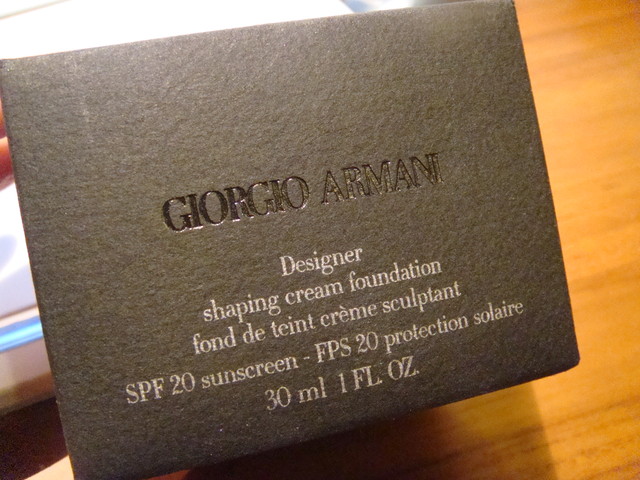 GIORGIO ARMANI
Designer
shaping cream foundation
fond de teint crème sculptant
SPF 20 sunscreen - FPS 20 protection solaire
30 ml 1 FL. OZ.